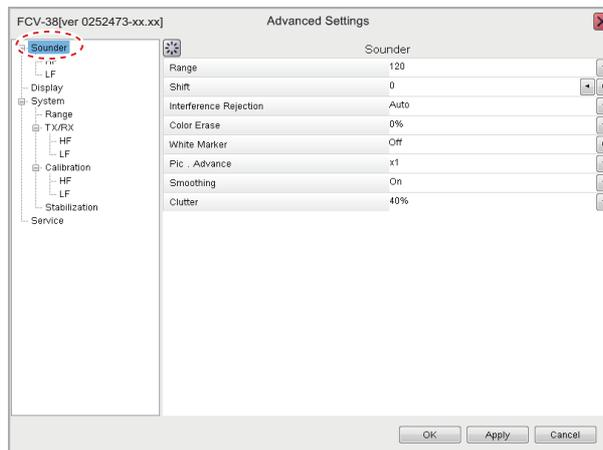 FCV-38[ver 0252473-xx.xx]
Advanced Settings
Sounder
HF
LF
Display
System
Range
TX/RX
HF
LF
Calibration
HF
LF
Stabilization
Service
Sounder
Range 120
Shift 0
Interference Rejection Auto
Color Erase 0%
White Marker Off
Pic . Advance x1
Smoothing On
Clutter 40%
OK Apply Cancel